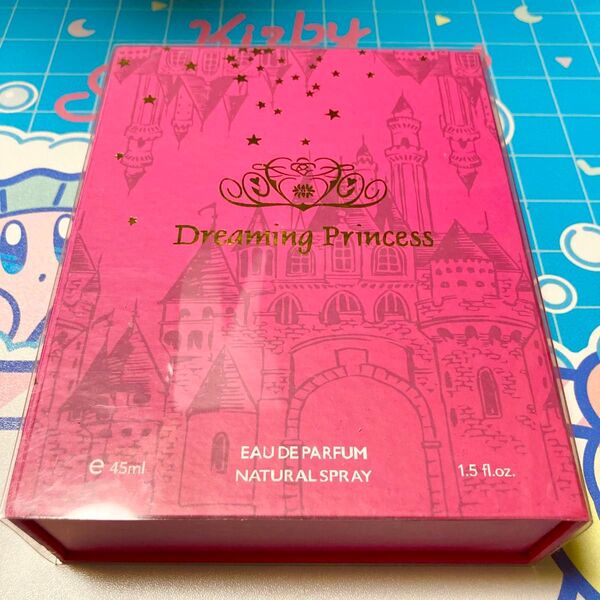 Kirby
Dreaming Princess
EAU DE PARFUM
NATURAL SPRAY
e 45ml
1.5 fl.oz.